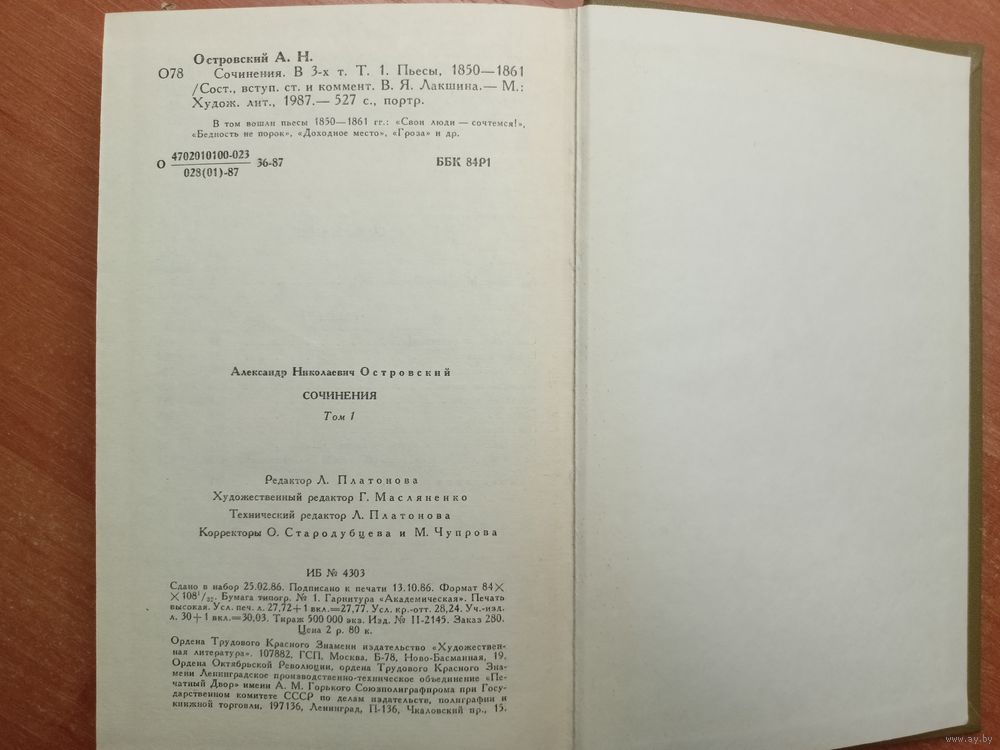 Островский А. Н.
О78 Сочинения. В 3-х т. Т. 1. Пьесы, 1850—1861
/Сост., вступ. ст. и коммент. В. Я. Лакшина.— М.:
Худож. лит., 1987.— 527 с., портр.
В том вошли пьесы 1850—1861 гг.: «Свои люди — сочтемся!»,
«Бедность не порок», «Доходное место», «Гроза» и др.
О 4702010100-023 36-87 ББК 84Р1
028(01)-87
Александр Николаевич Островский
СОЧИНЕНИЯ
Том 1
Редактор Л. Платонова
Художественный редактор Г. Масляненко
Технический редактор Л. Платонова
Корректоры О. Стародубцева и М. Чупрова
ИБ № 4303
Сдано в набор 25.02.86. Подписано к печати 13.10.86. Формат 84×
×108¹/₃₂. Бумага типогр. № 1. Гарнитура «Академическая». Печать
высокая. Усл. печ. л. 27,72+1 вкл.=27,77. Усл. кр.-отт. 28,24. Уч.-изд.
л. 30+1 вкл.=30,03. Тираж 500 000 экз. Изд. № II-2145. Заказ 280.
Цена 2 р. 80 к.
Ордена Трудового Красного Знамени издательство «Художествен-
ная литература». 107882, ГСП, Москва, Б-78, Ново-Басманная, 19.
Ордена Октябрьской Революции, ордена Трудового Красного Зна-
мени Ленинградское производственно-техническое объединение «Пе-
чатный Двор» имени А. М. Горького Союзполиграфпрома при Госу-
дарственном комитете СССР по делам издательств, полиграфии и
книжной торговли. 197136, Ленинград, П-136, Чкаловский пр., 15.
www.ay.by